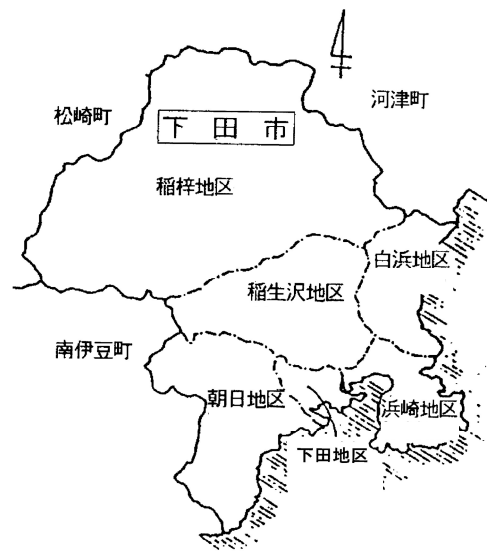 河津町
松崎町
下田市
稲梓地区
白浜地区
稲生沢地区
南伊豆町
朝日地区
浜崎地区
下田地区